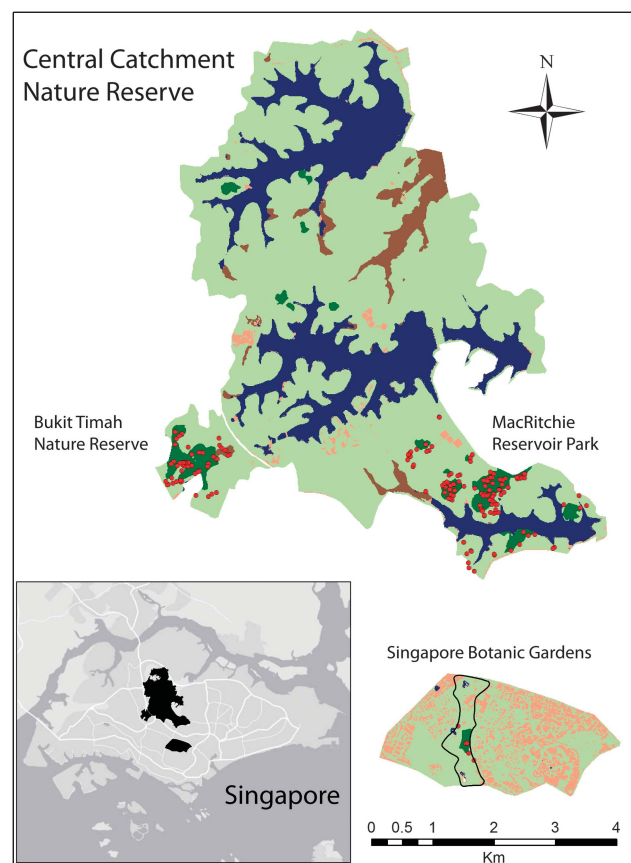 Central Catchment
Nature Reserve
N
Bukit Timah
Nature Reserve
MacRitchie
Reservoir Park
Singapore
Singapore Botanic Gardens
0 0.5 1 2 3 4
Km